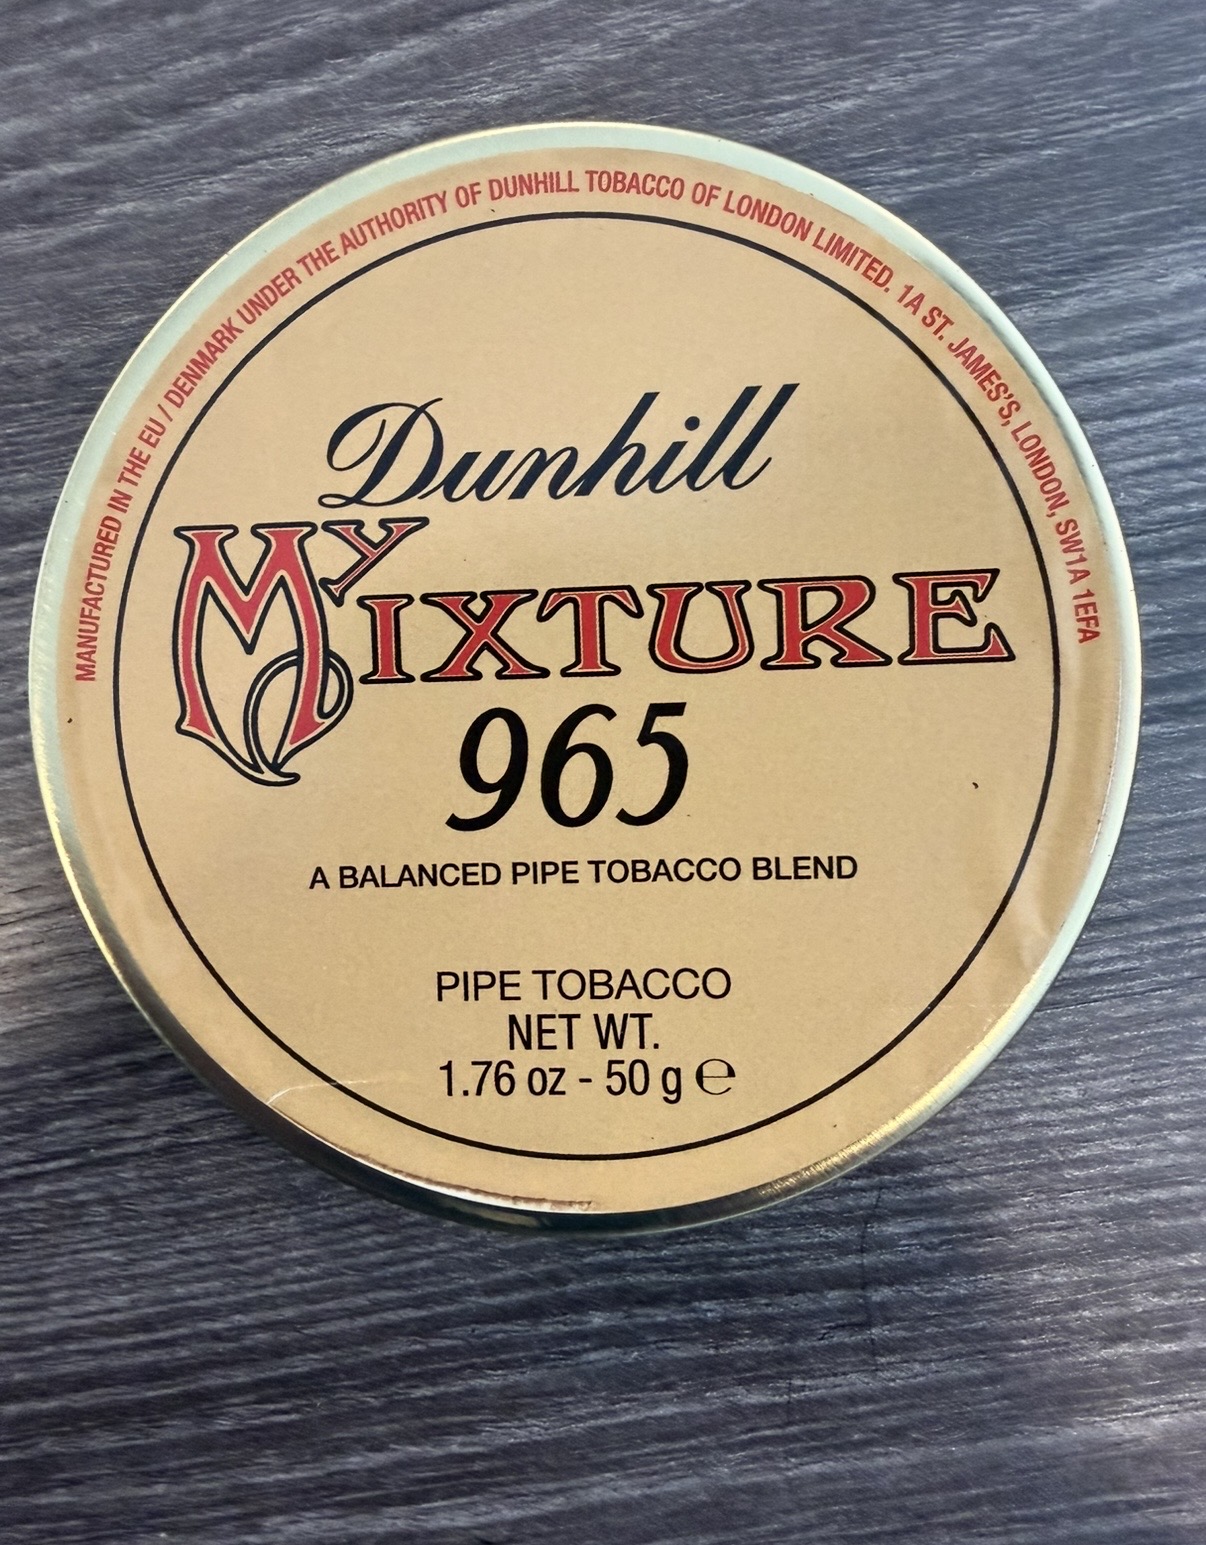 MANUFACTURED IN THE EU / DENMARK UNDER THE AUTHORITY OF DUNHILL TOBACCO OF LONDON LIMITED. 1A ST. JAMES'S, LONDON, SW1A 1EFA
Dunhill
MY MIXTURE
965
A BALANCED PIPE TOBACCO BLEND
PIPE TOBACCO
NET WT.
1.76 oz - 50 g ℮